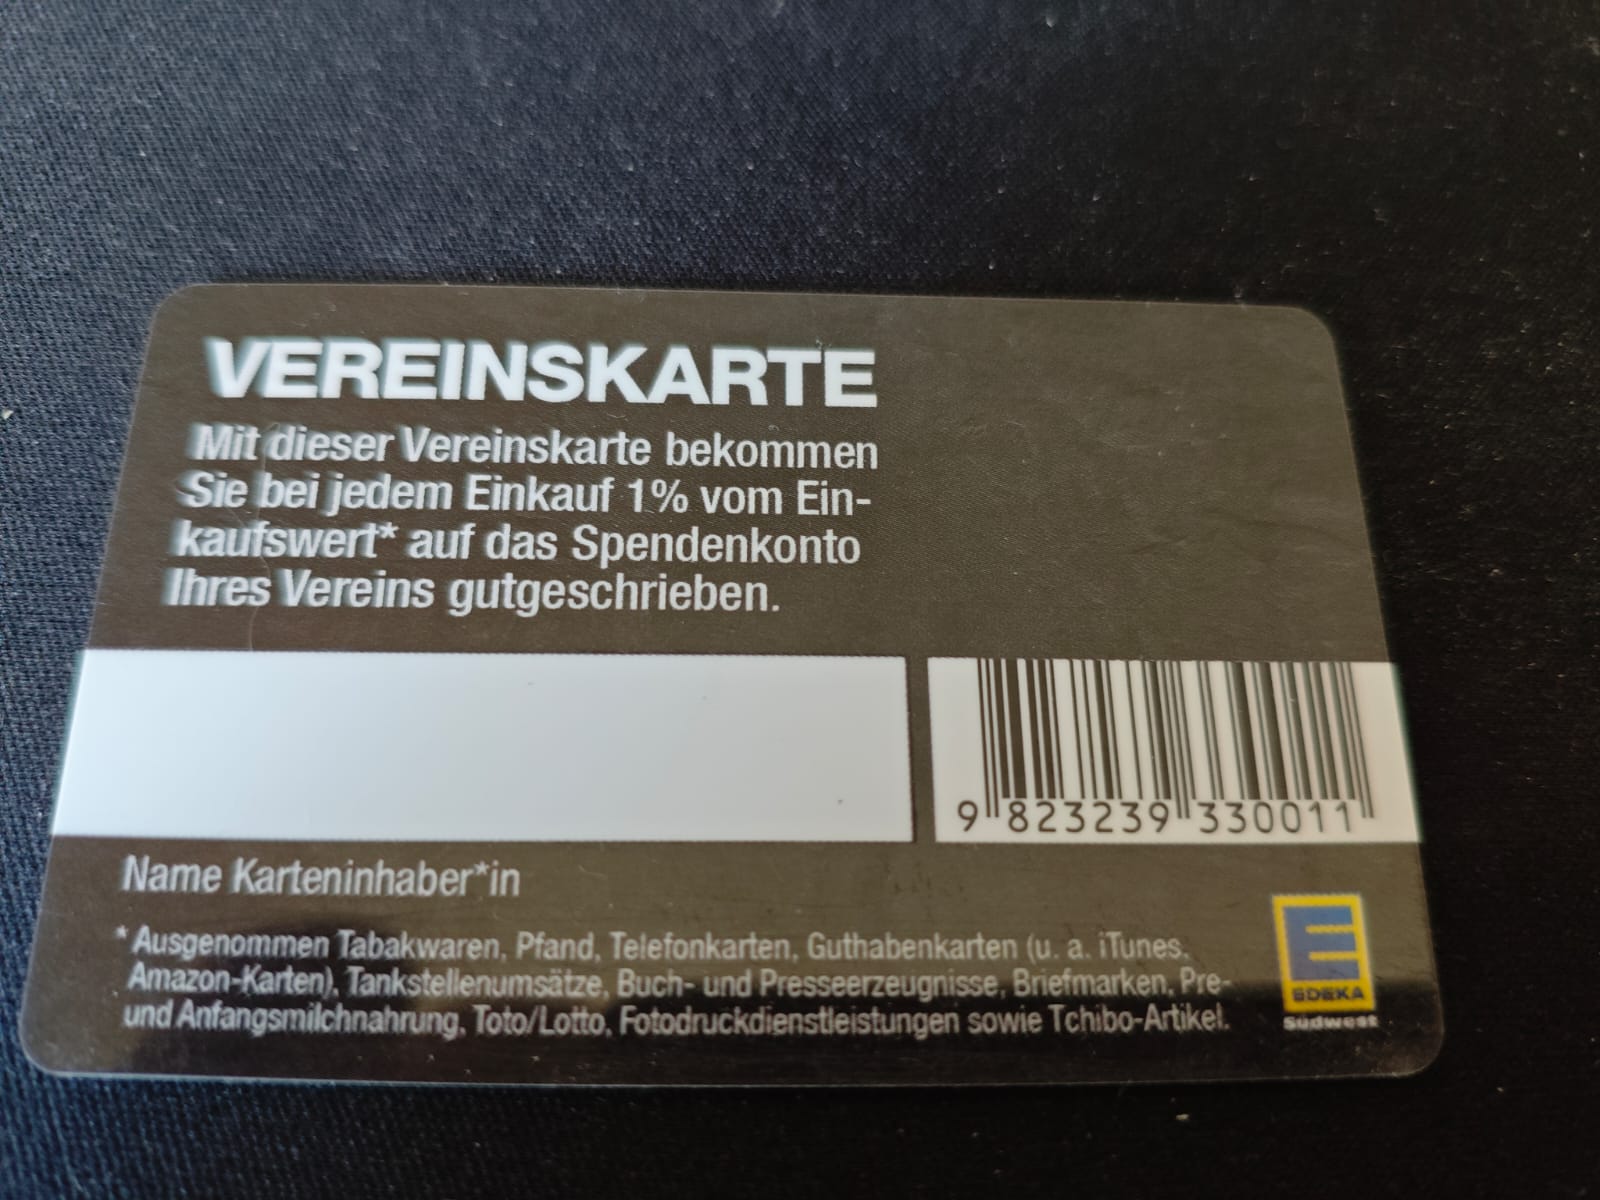 VEREINSKARTE
Mit dieser Vereinskarte bekommen
Sie bei jedem Einkauf 1% vom Ein-
kaufswert* auf das Spendenkonto
Ihres Vereins gutgeschrieben.
9 823239 330011
Name Karteninhaber*in
* Ausgenommen Tabakwaren, Pfand, Telefonkarten, Guthabenkarten (u. a. iTunes,
Amazon-Karten), Tankstellenumsätze, Buch- und Presseerzeugnisse, Briefmarken, Pre-
und Anfangsmilchnahrung, Toto/Lotto, Fotodruckdienstleistungen sowie Tchibo-Artikel.
E
EDEKA
Südwest